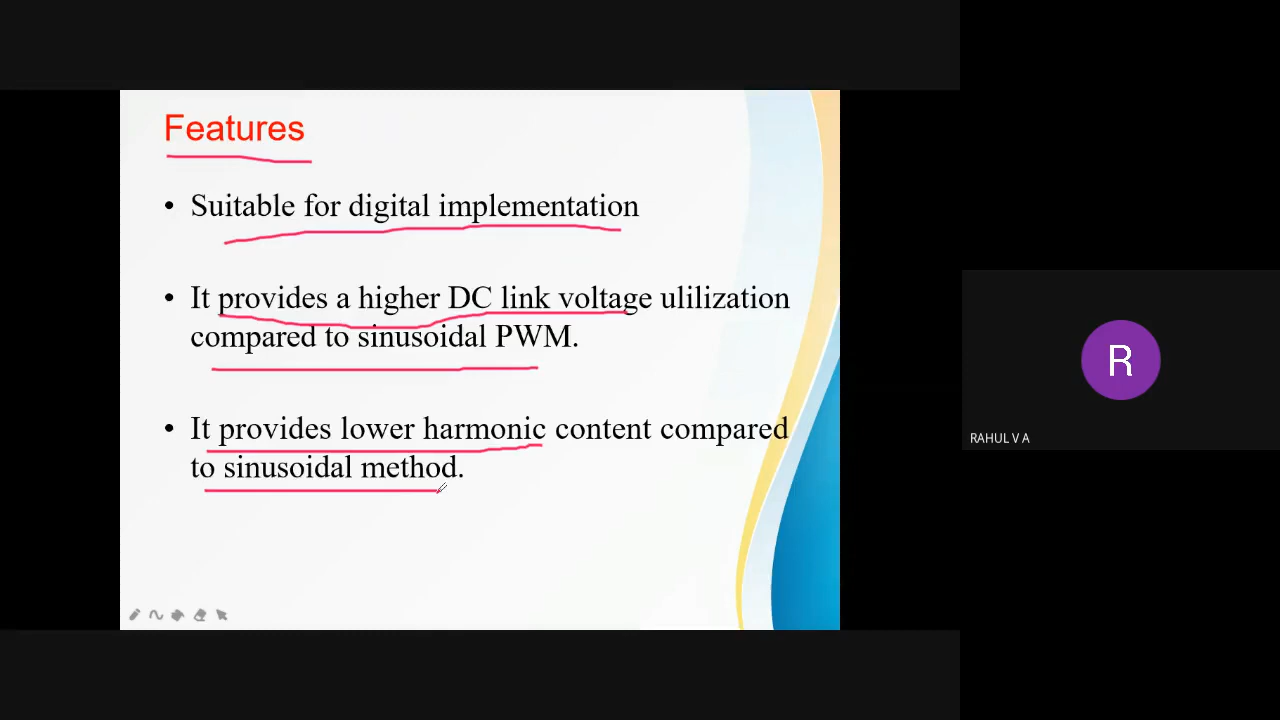 Features
• Suitable for digital implementation
• It provides a higher DC link voltage ulilization
compared to sinusoidal PWM.
• It provides lower harmonic content compared
to sinusoidal method.
R
RAHUL V A